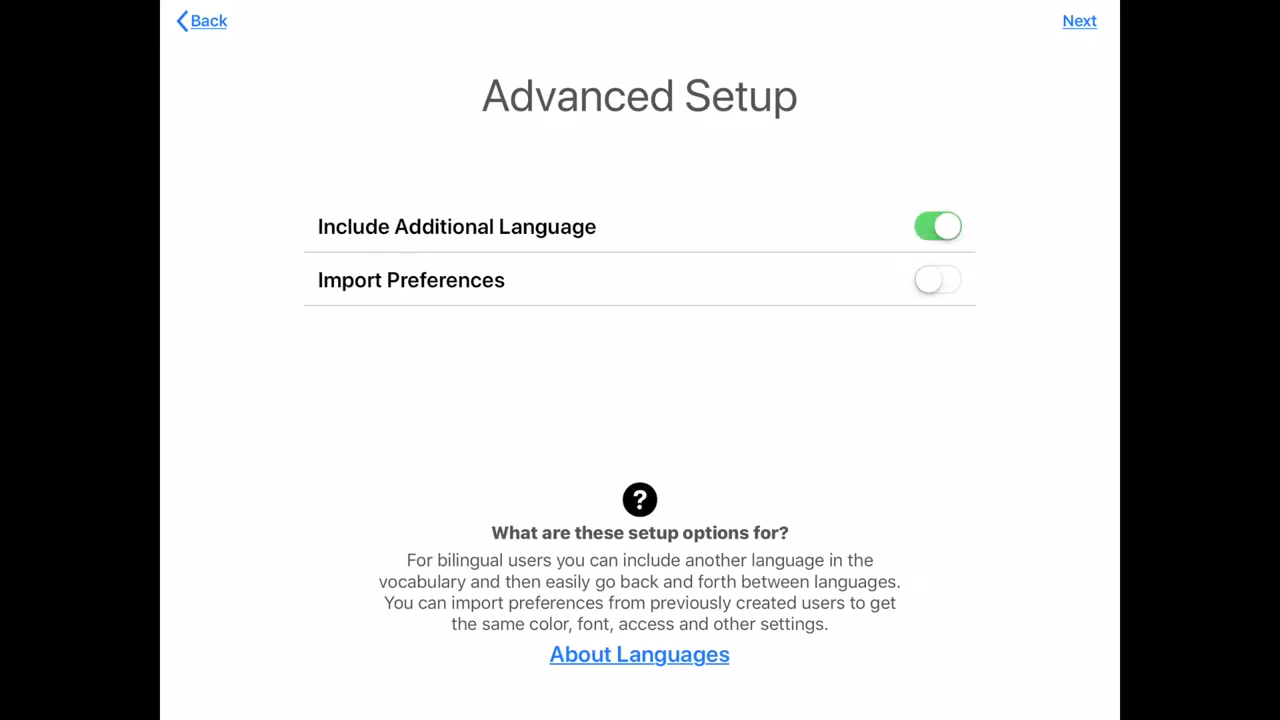 Back
Next
Advanced Setup
Include Additional Language
Import Preferences
?
What are these setup options for?
For bilingual users you can include another language in the
vocabulary and then easily go back and forth between languages.
You can import preferences from previously created users to get
the same color, font, access and other settings.
About Languages